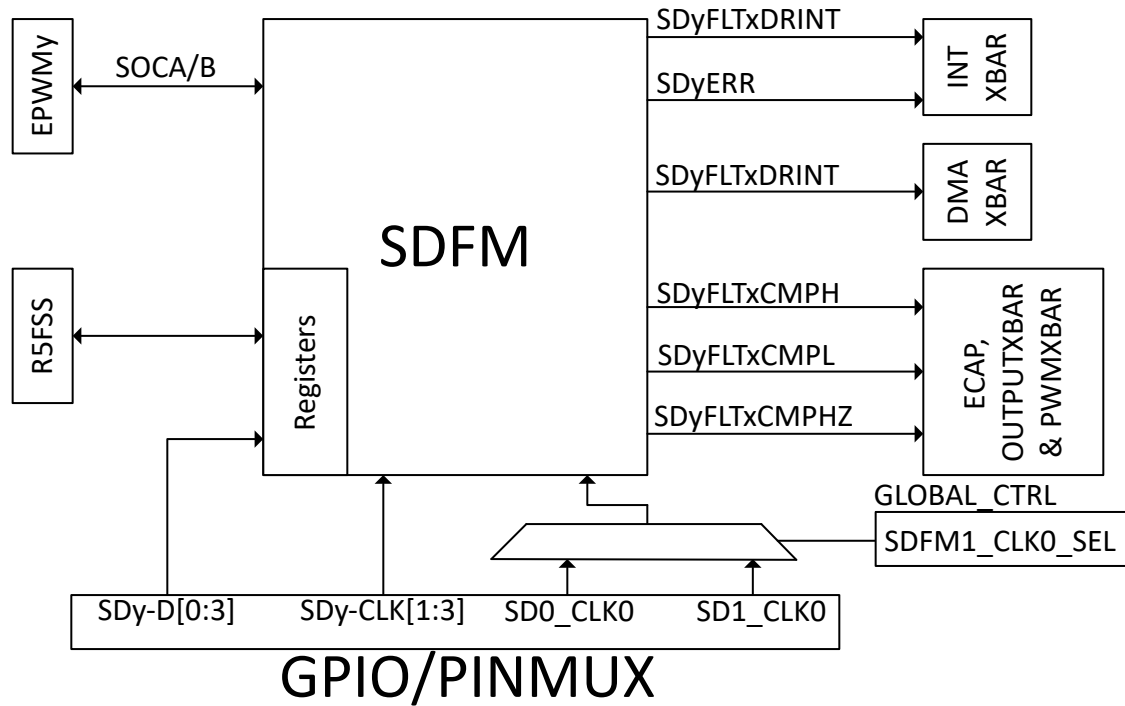 EPWMy
SOCA/B
SDFM
SDyFLTxDRINT
SDyERR
INT
XBAR
SDyFLTxDRINT
DMA
XBAR
R5FSS
Registers
SDyFLTxCMPH
SDyFLTxCMPL
SDyFLTxCMPHZ
ECAP,
OUTPUTXBAR
& PWMXBAR
GLOBAL_CTRL
SDFM1_CLK0_SEL
SDy-D[0:3]
SDy-CLK[1:3]
SD0_CLK0
SD1_CLK0
GPIO/PINMUX